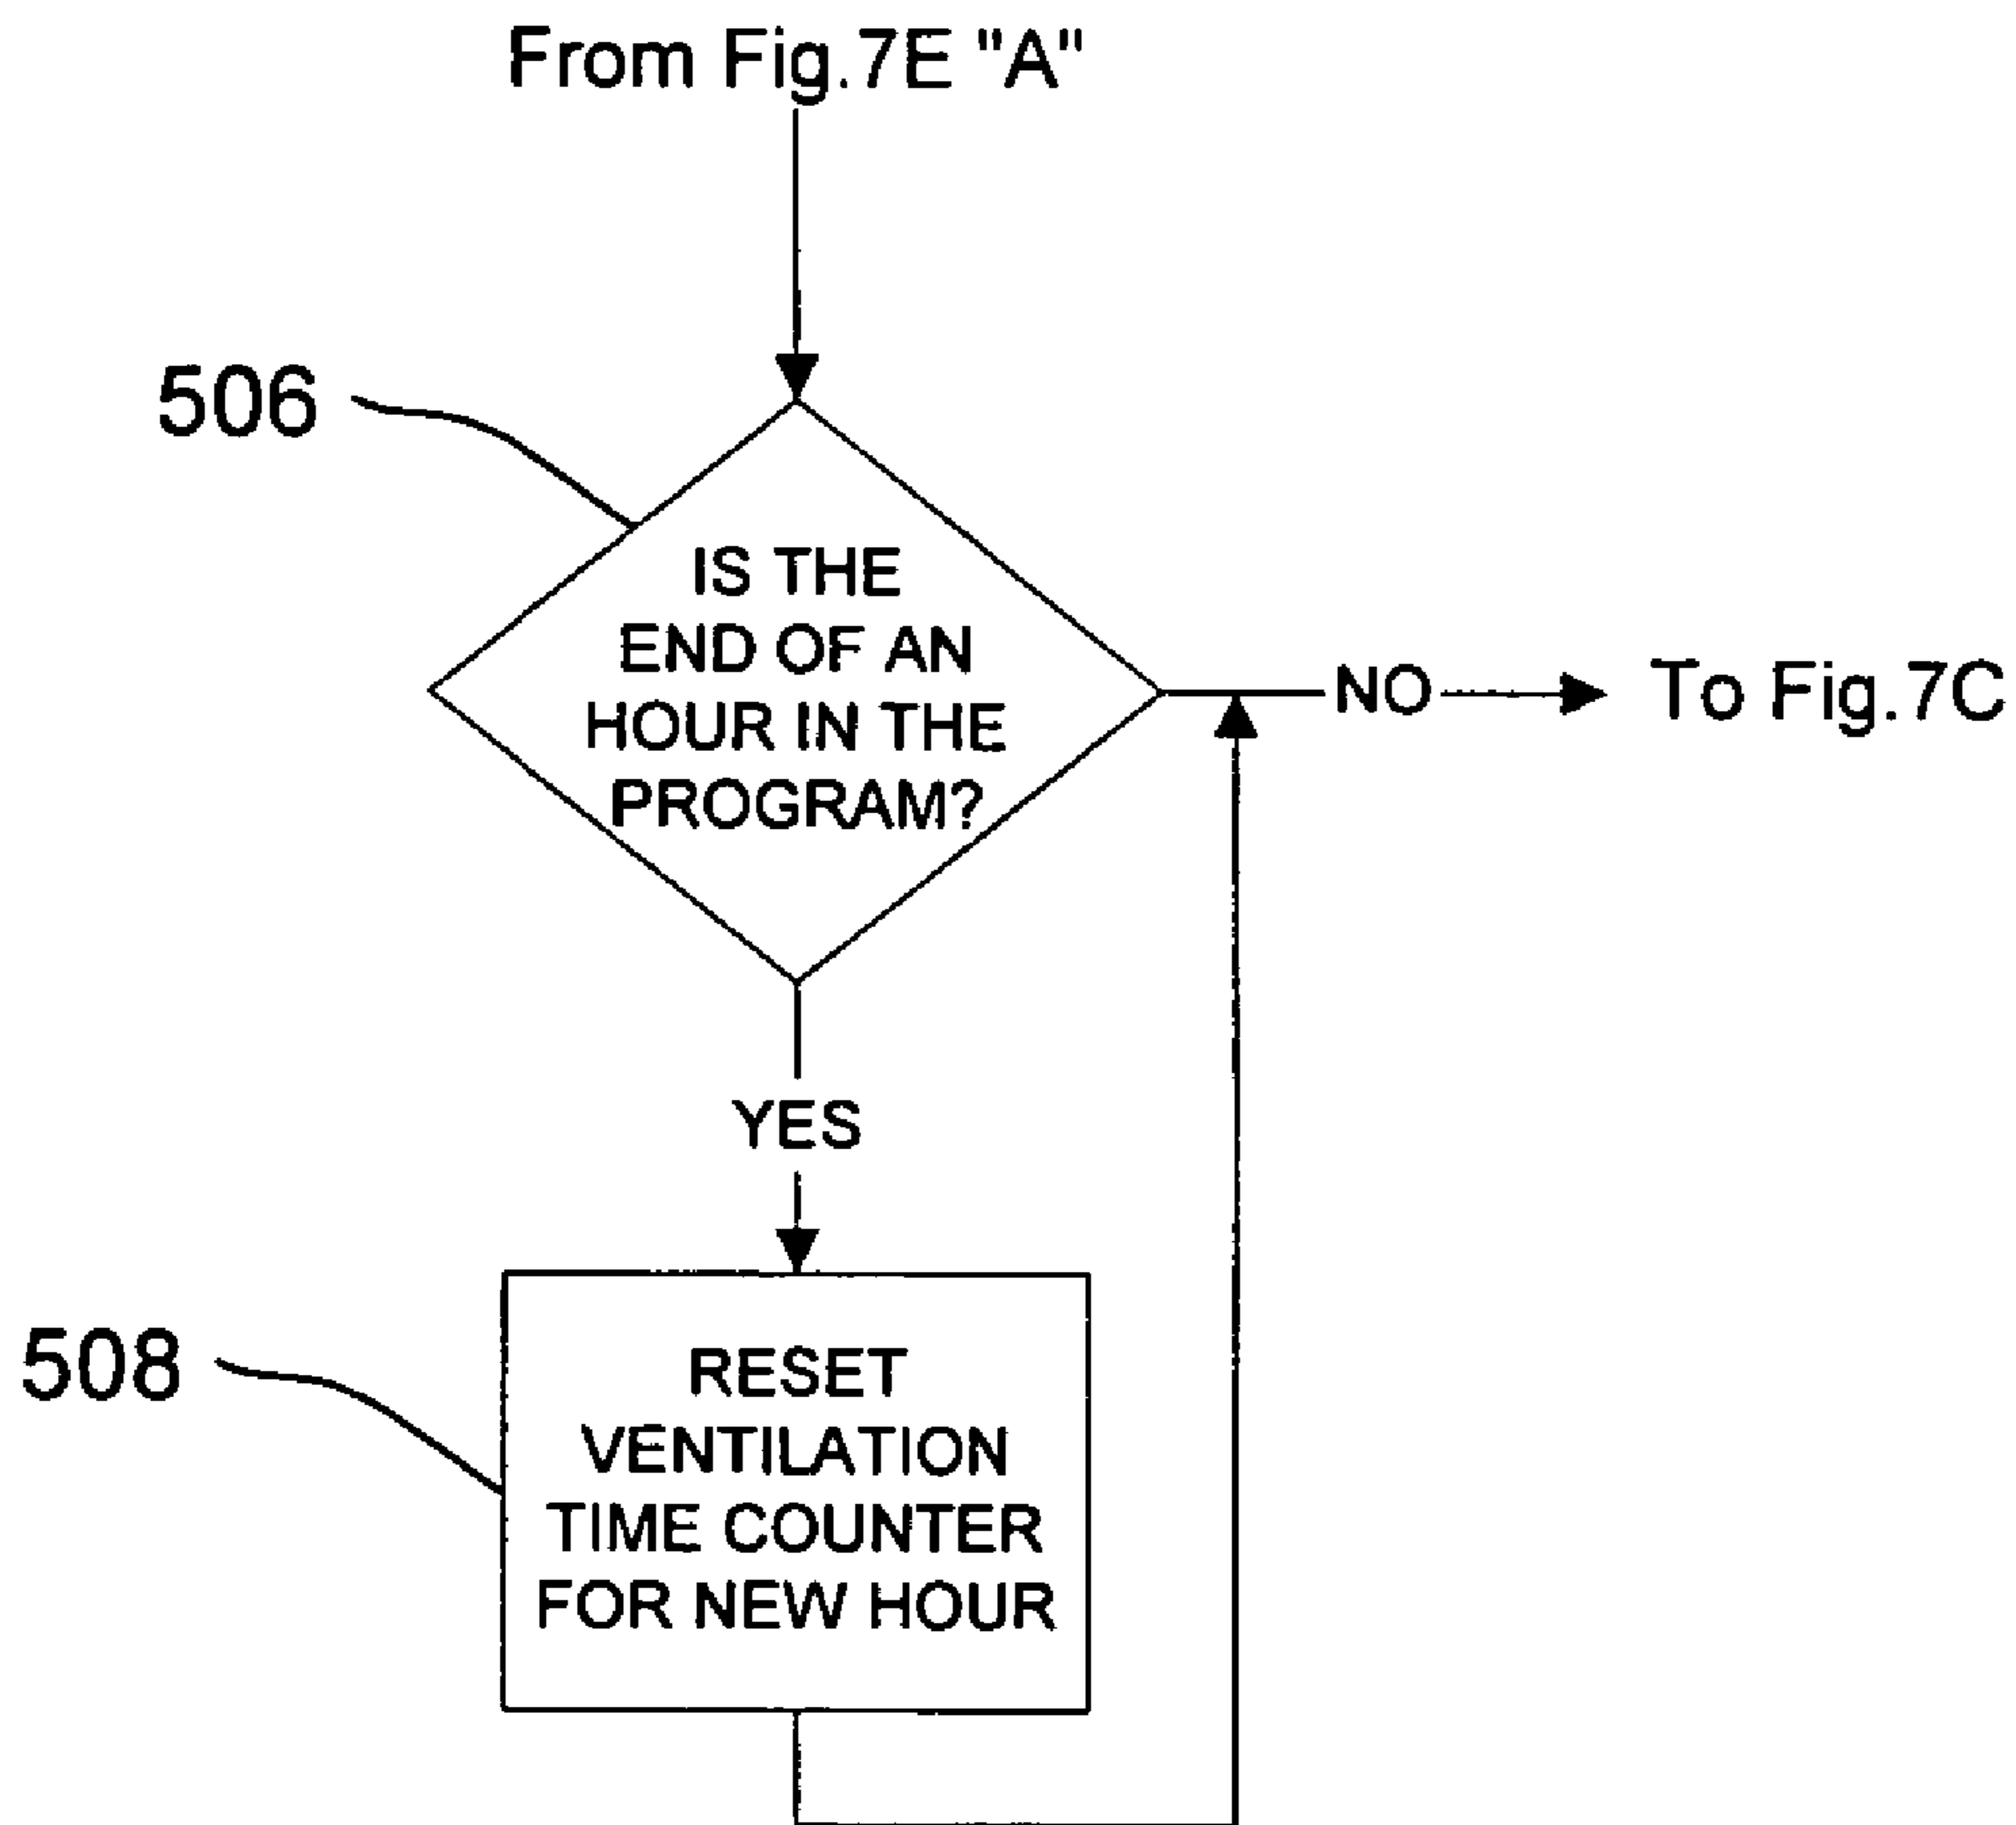 From Fig.7E "A"
506
IS THE
END OF AN
HOUR IN THE
PROGRAM?
NO
To Fig.7C
YES
508
RESET
VENTILATION
TIME COUNTER
FOR NEW HOUR